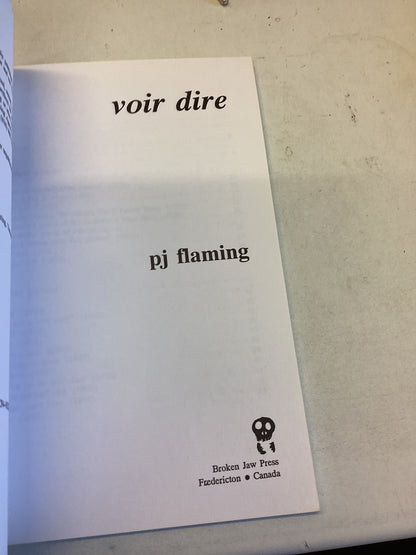 voir dire
pj flaming
Broken Jaw Press
Fredericton • Canada